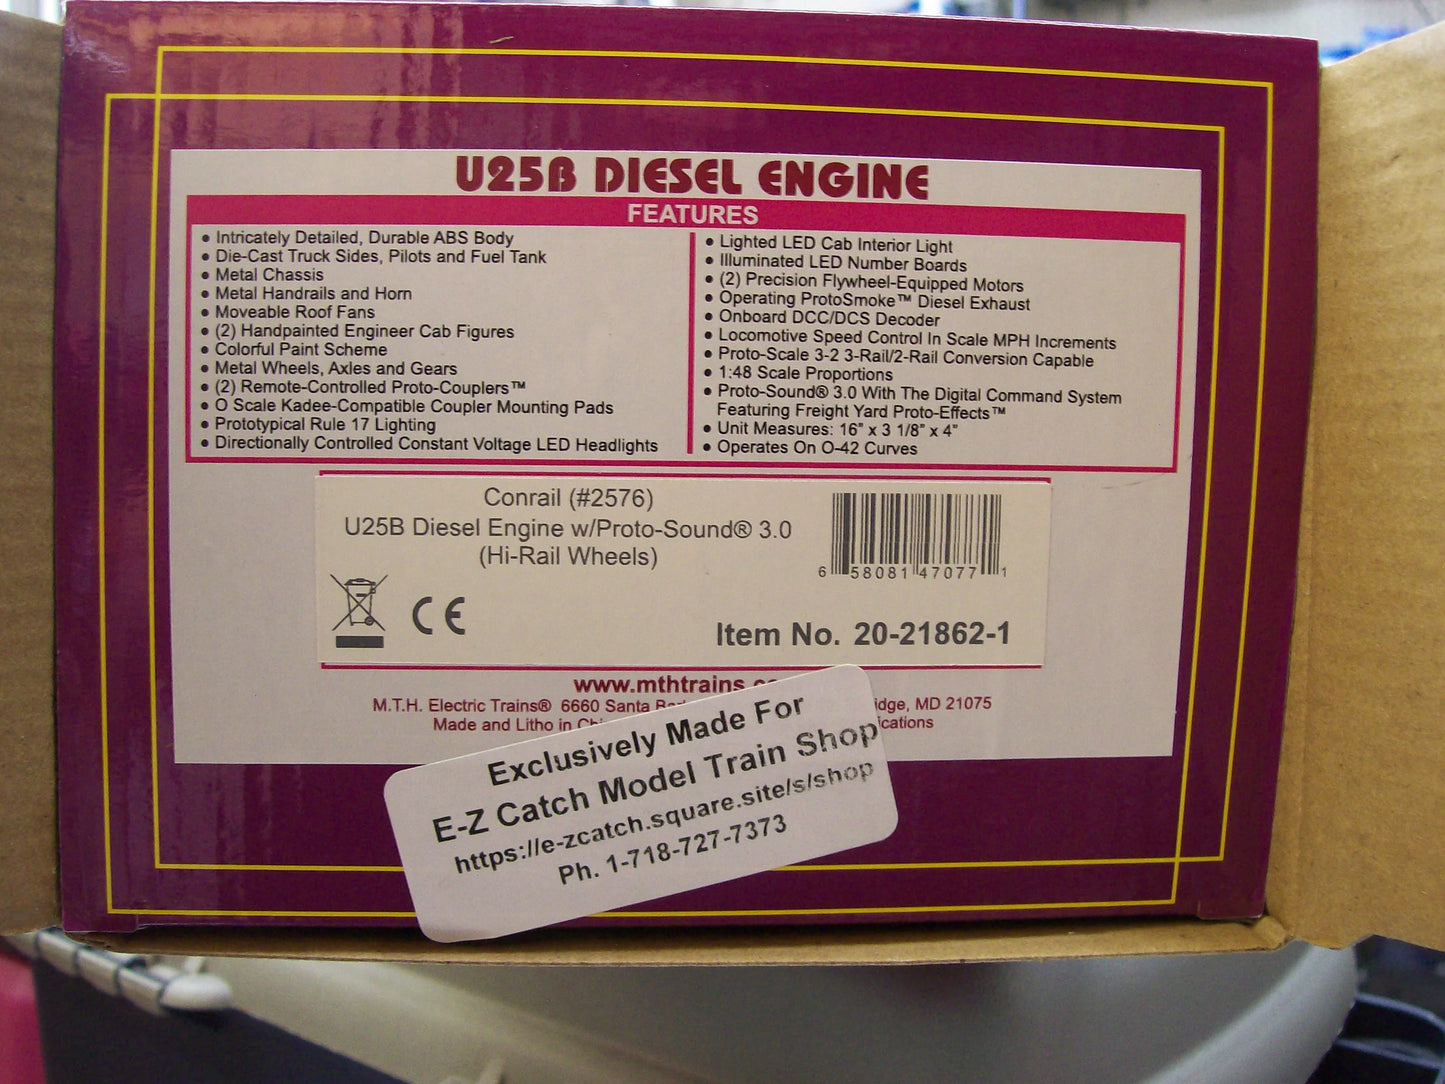 U25B DIESEL ENGINE
FEATURES
• Intricately Detailed, Durable ABS Body
• Die-Cast Truck Sides, Pilots and Fuel Tank
• Metal Chassis
• Metal Handrails and Horn
• Moveable Roof Fans
• (2) Handpainted Engineer Cab Figures
• Colorful Paint Scheme
• Metal Wheels, Axles and Gears
• (2) Remote-Controlled Proto-Couplers™
• O Scale Kadee-Compatible Coupler Mounting Pads
• Prototypical Rule 17 Lighting
• Directionally Controlled Constant Voltage LED Headlights
• Lighted LED Cab Interior Light
• Illuminated LED Number Boards
• (2) Precision Flywheel-Equipped Motors
• Operating ProtoSmoke™ Diesel Exhaust
• Onboard DCC/DCS Decoder
• Locomotive Speed Control In Scale MPH Increments
• Proto-Scale 3-2 3-Rail/2-Rail Conversion Capable
• 1:48 Scale Proportions
• Proto-Sound® 3.0 With The Digital Command System
Featuring Freight Yard Proto-Effects™
• Unit Measures: 16” x 3 1/8” x 4”
• Operates On O-42 Curves
Conrail (#2576)
U25B Diesel Engine w/Proto-Sound® 3.0
(Hi-Rail Wheels)
6 58081 47077 1
CE
Item No. 20-21862-1
www.mthtrains
M.T.H. Electric Trains® 6660 Santa MD 21075
Made and Litho in
Exclusively Made For
E-Z Catch Model Train Shop
https://e-zcatch.square.site/s/shop
Ph. 1-718-727-7373